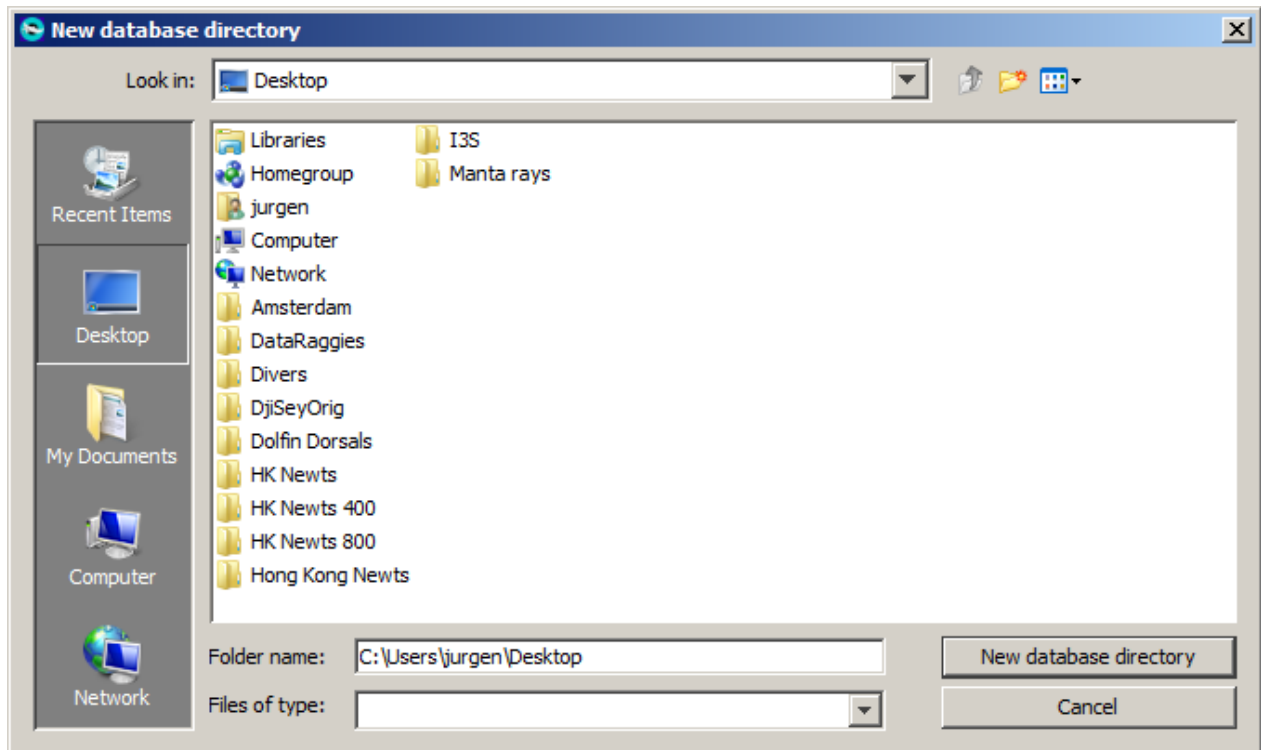 New database directory
Look in: Desktop
Recent Items
Desktop
My Documents
Computer
Network
Libraries
Homegroup
jurgen
Computer
Network
Amsterdam
DataRaggies
Divers
DjiSeyOrig
Dolfin Dorsals
HK Newts
HK Newts 400
HK Newts 800
Hong Kong Newts
I3S
Manta rays
Folder name: C:\Users\jurgen\Desktop
New database directory
Files of type:
Cancel